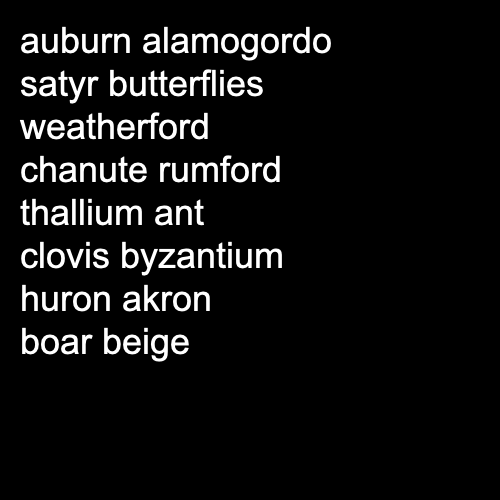 auburn alamogordo
satyr butterflies
weatherford
chanute rumford
thallium ant
clovis byzantium
huron akron
boar beige